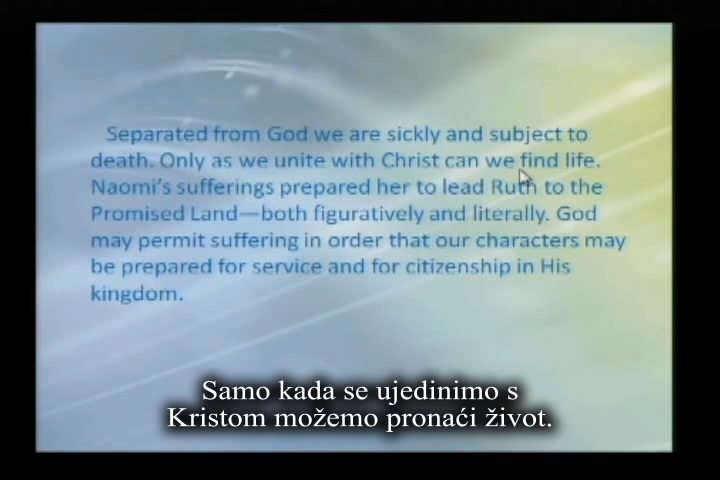 Separated from God we are sickly and subject to
death. Only as we unite with Christ can we find life.
Naomi's sufferings prepared her to lead Ruth to the
Promised Land—both figuratively and literally. God
may permit suffering in order that our characters may
be prepared for service and for citizenship in His
kingdom.
Samo kada se ujedinimo s
Kristom možemo pronaći život.